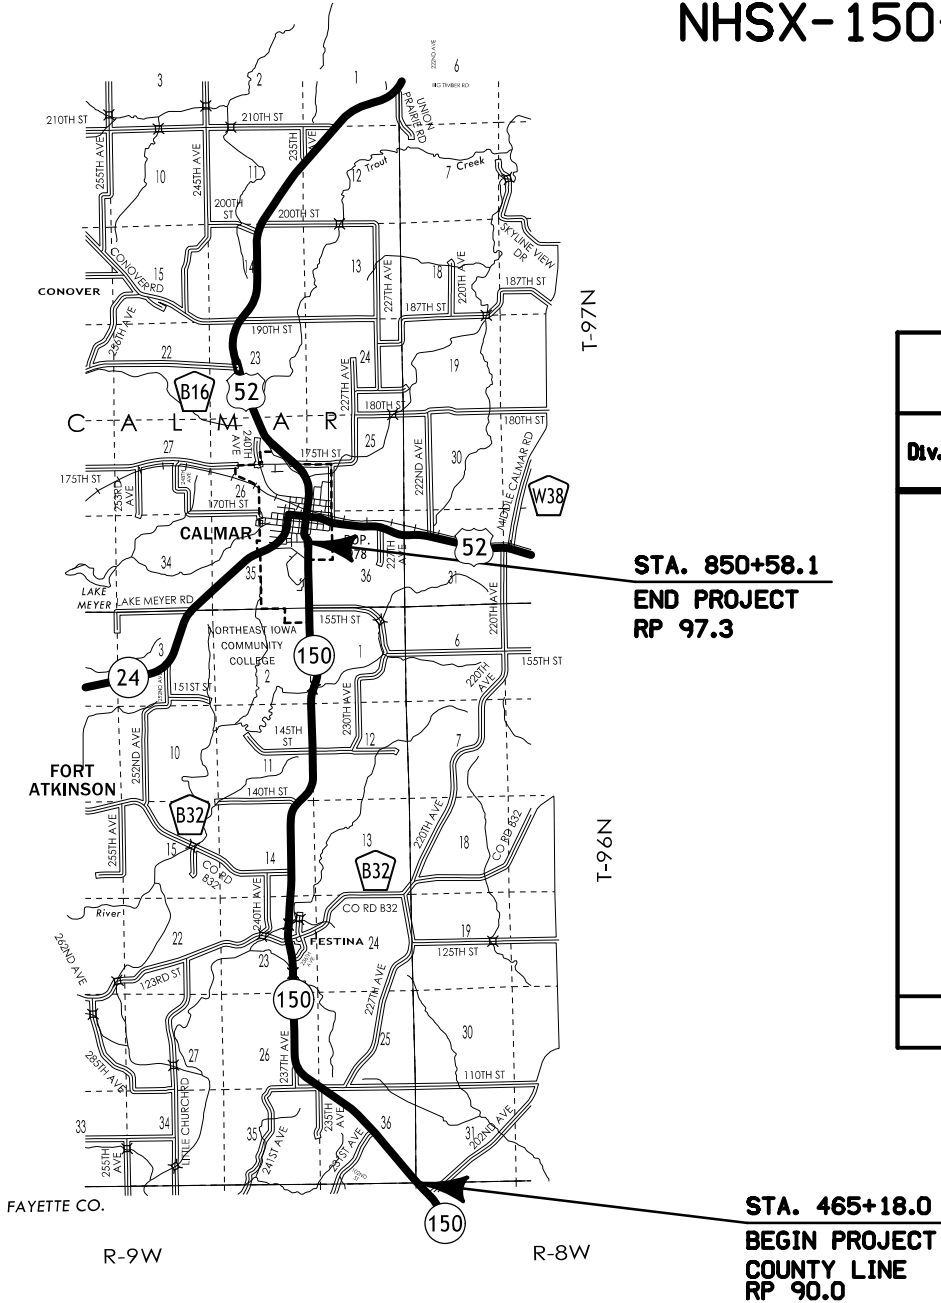 NHSX-150-
222ND AVE
6
BIG TIMBER RD
3
2
1
UNION
PRAIRIE RD
210TH ST
210TH ST
235TH
AVE
255TH AVE
245TH AVE
10
11
12
Trout
7
Creek
200TH
ST
200TH ST
SKYLINE VIEW
DR
CONOVER RD
15
14
13
227TH AVE
18
220TH AVE
187TH ST
CONOVER
187TH ST
T-97N
256TH AVE
190TH ST
22
23
24
19
B16
52
227TH AVE
180TH ST
180TH ST
C A L M A R
240TH
AVE
27
175TH ST
25
30
175TH ST
253RD
AVE
248TH
AVE
26
222ND AVE
MIDDLE CALMAR RD
W38
170TH ST
CALMAR
POP.
52
227TH
AVE
34
35
36
31
LAKE
MEYER
LAKE MEYER RD
220TH AVE
155TH ST
NORTHEAST IOWA
COMMUNITY
COLLEGE
150
3
2
1
6
155TH ST
24
252ND AVE
151ST ST
220TH
AVE
230TH AVE
252ND AVE
10
145TH
ST
11
12
7
FORT
ATKINSON
140TH ST
B32
255TH AVE
15
CO RD
B32
14
13
B32
220TH AVE
18
CO RD B32
T-96N
River
240TH AVE
CO RD B32
262ND AVE
22
FESTINA
24
19
125TH ST
123RD ST
23
227TH AVE
150
285TH AVE
27
26
237TH AVE
25
30
110TH ST
33
34
LITTLE CHURCH RD
35
235TH
AVE
36
31
202ND AVE
255TH
AVE
241ST AVE
231ST AVE
FAYETTE CO.
150
R-9W
R-8W
STA. 850+58.1
END PROJECT
RP 97.3
Div.
STA. 465+18.0
BEGIN PROJECT
COUNTY LINE
RP 90.0